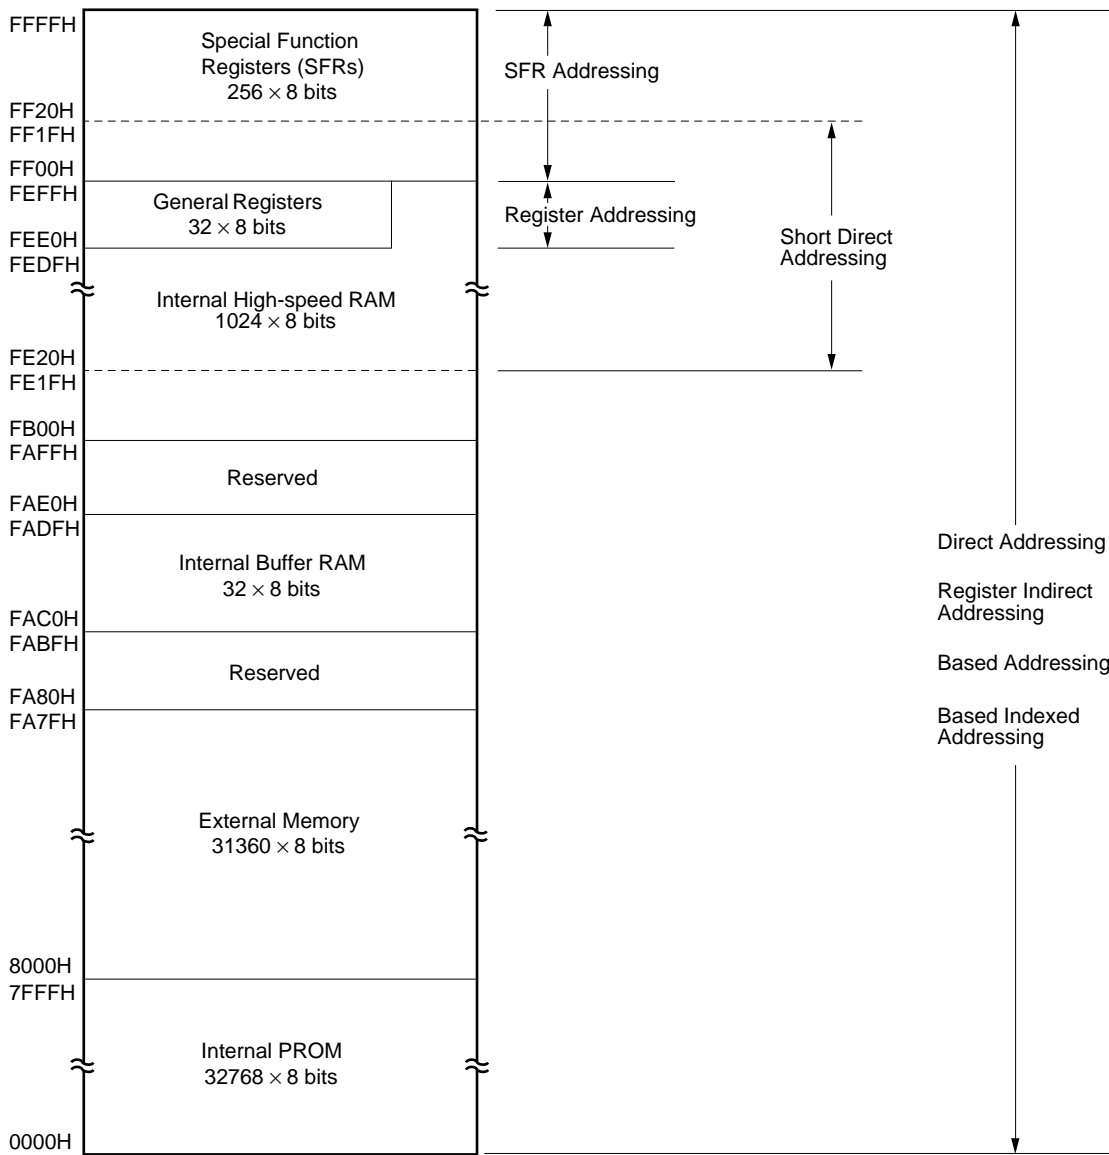 FFFFH
Special Function
Registers (SFRs)
256 × 8 bits
SFR Addressing
FF20H
FF1FH
FF00H
FEFFH
General Registers
32 × 8 bits
Register Addressing
Short Direct
Addressing
FEE0H
FEDFH
Internal High-speed RAM
1024 × 8 bits
FE20H
FE1FH
FB00H
FAFFH
Reserved
FAE0H
FADFH
Internal Buffer RAM
32 × 8 bits
Direct Addressing
Register Indirect
Addressing
Based Addressing
Based Indexed
Addressing
FAC0H
FABFH
Reserved
FA80H
FA7FH
External Memory
31360 × 8 bits
8000H
7FFFH
Internal PROM
32768 × 8 bits
0000H